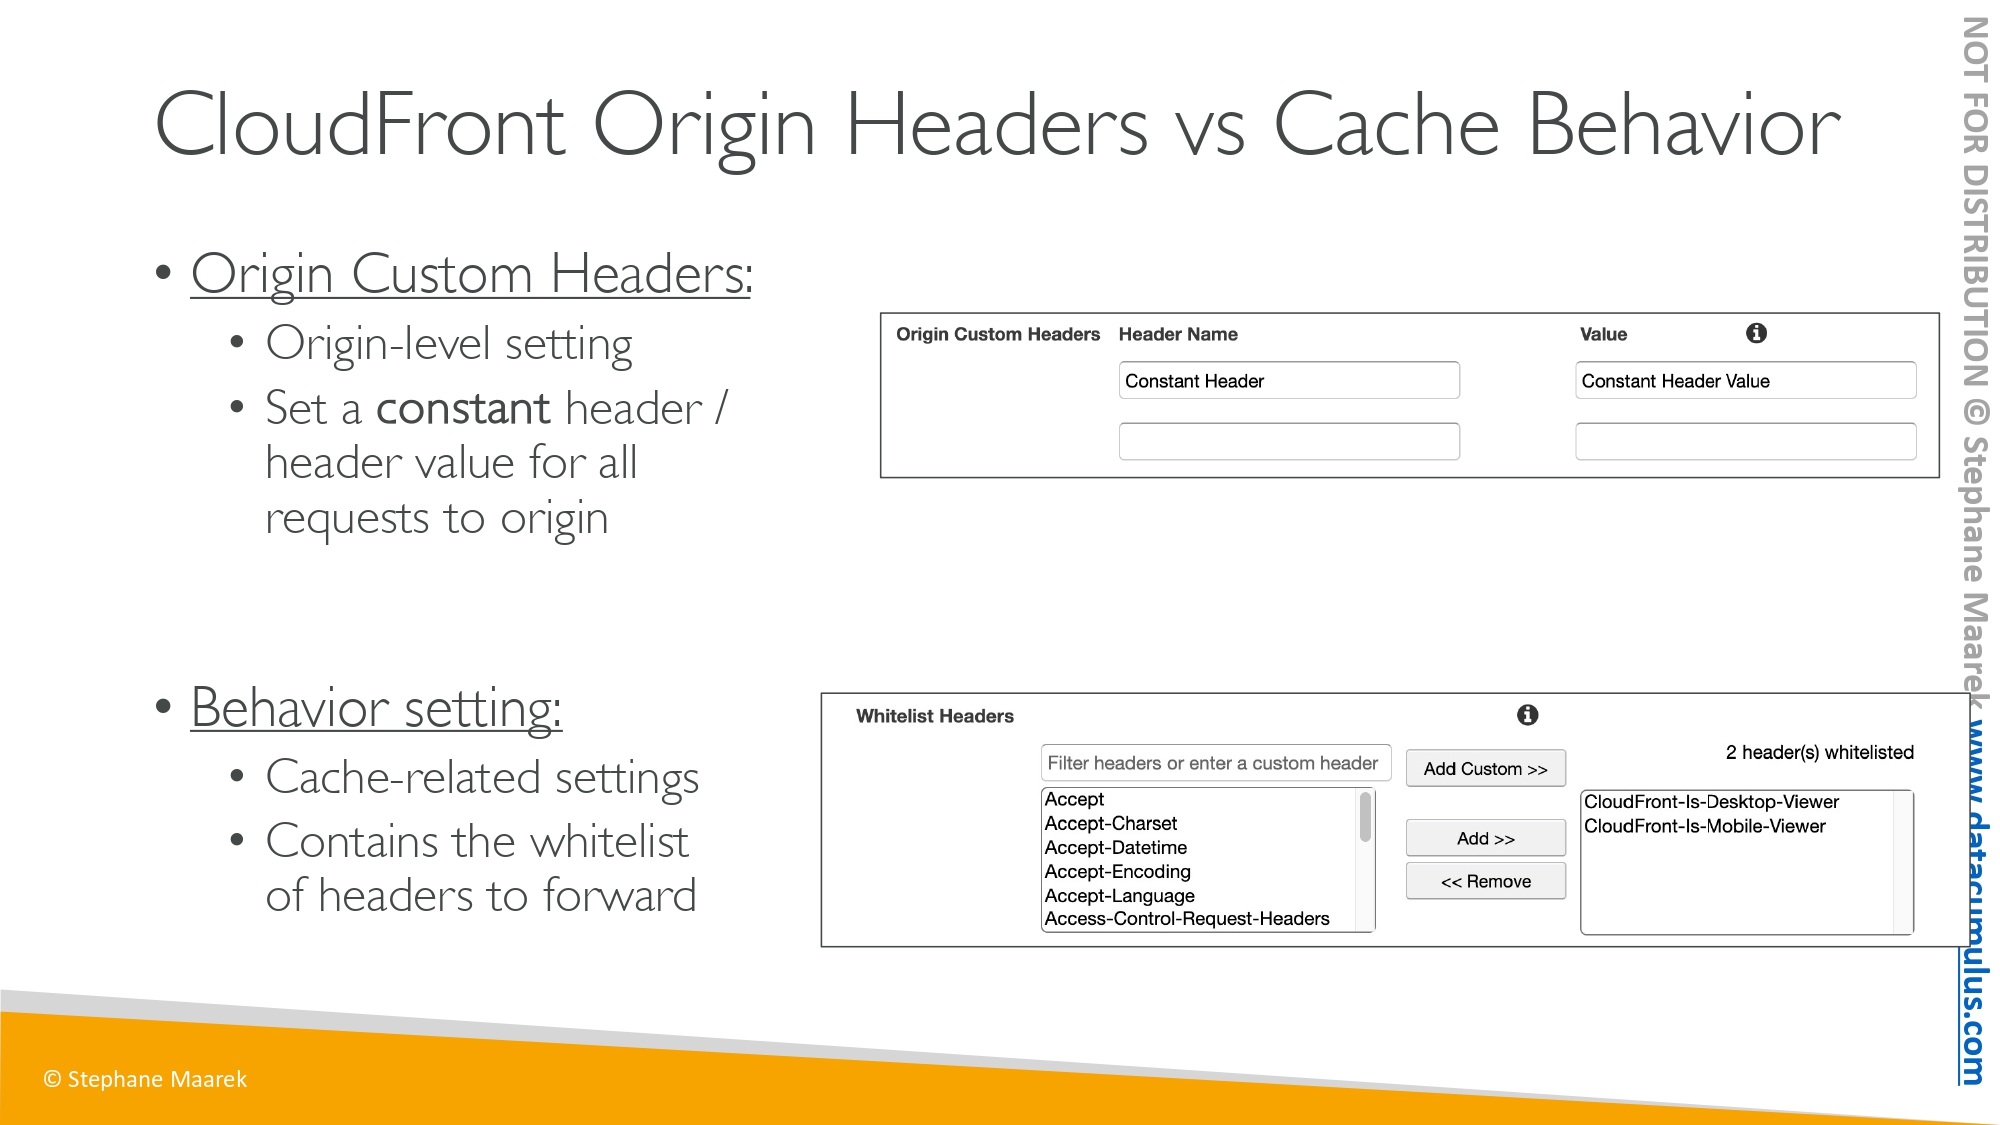 CloudFront Origin Headers vs Cache Behavior
• Origin Custom Headers:
• Origin-level setting
• Set a constant header /
header value for all
requests to origin
Origin Custom Headers Header Name Value
Constant Header Constant Header Value
• Behavior setting:
• Cache-related settings
• Contains the whitelist
of headers to forward
Whitelist Headers
Filter headers or enter a custom header
Accept
Accept-Charset
Accept-Datetime
Accept-Encoding
Accept-Language
Access-Control-Request-Headers
Add Custom >>
Add >>
<< Remove
2 header(s) whitelisted
CloudFront-Is-Desktop-Viewer
CloudFront-Is-Mobile-Viewer
© Stephane Maarek
NOT FOR DISTRIBUTION © Stephane Maarek www.datacumulus.com